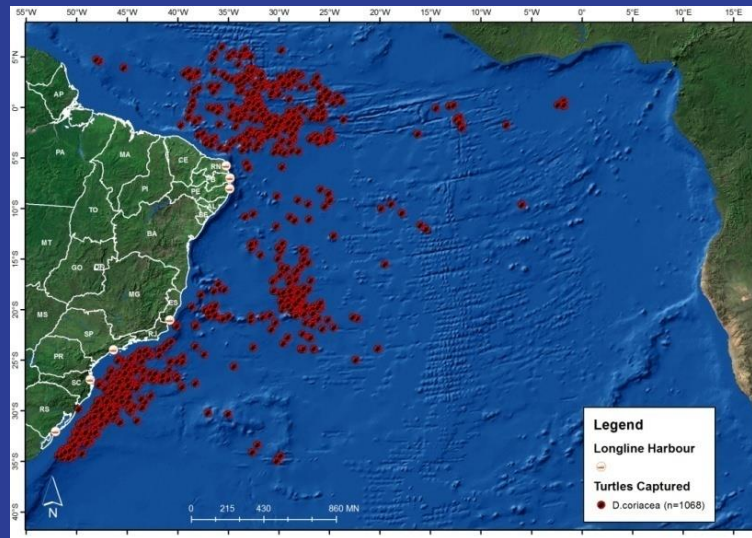 55°W 50°W 45°W 40°W 35°W 30°W 25°W 20°W 15°W 10°W 5°W 0° 5°E 10°E 15°E
5°N
0°
5°S
10°S
15°S
20°S
25°S
30°S
35°S
40°S
AP
PA
MA
CE
RN
PB
PI
PE
TO
SE
BA
MT
GO
DF
MG
ES
MS
SP
RJ
PR
SC
RS
N
0 215 430 860 MN
Legend
Longline Harbour
Turtles Captured
D.coriacea (n=1068)